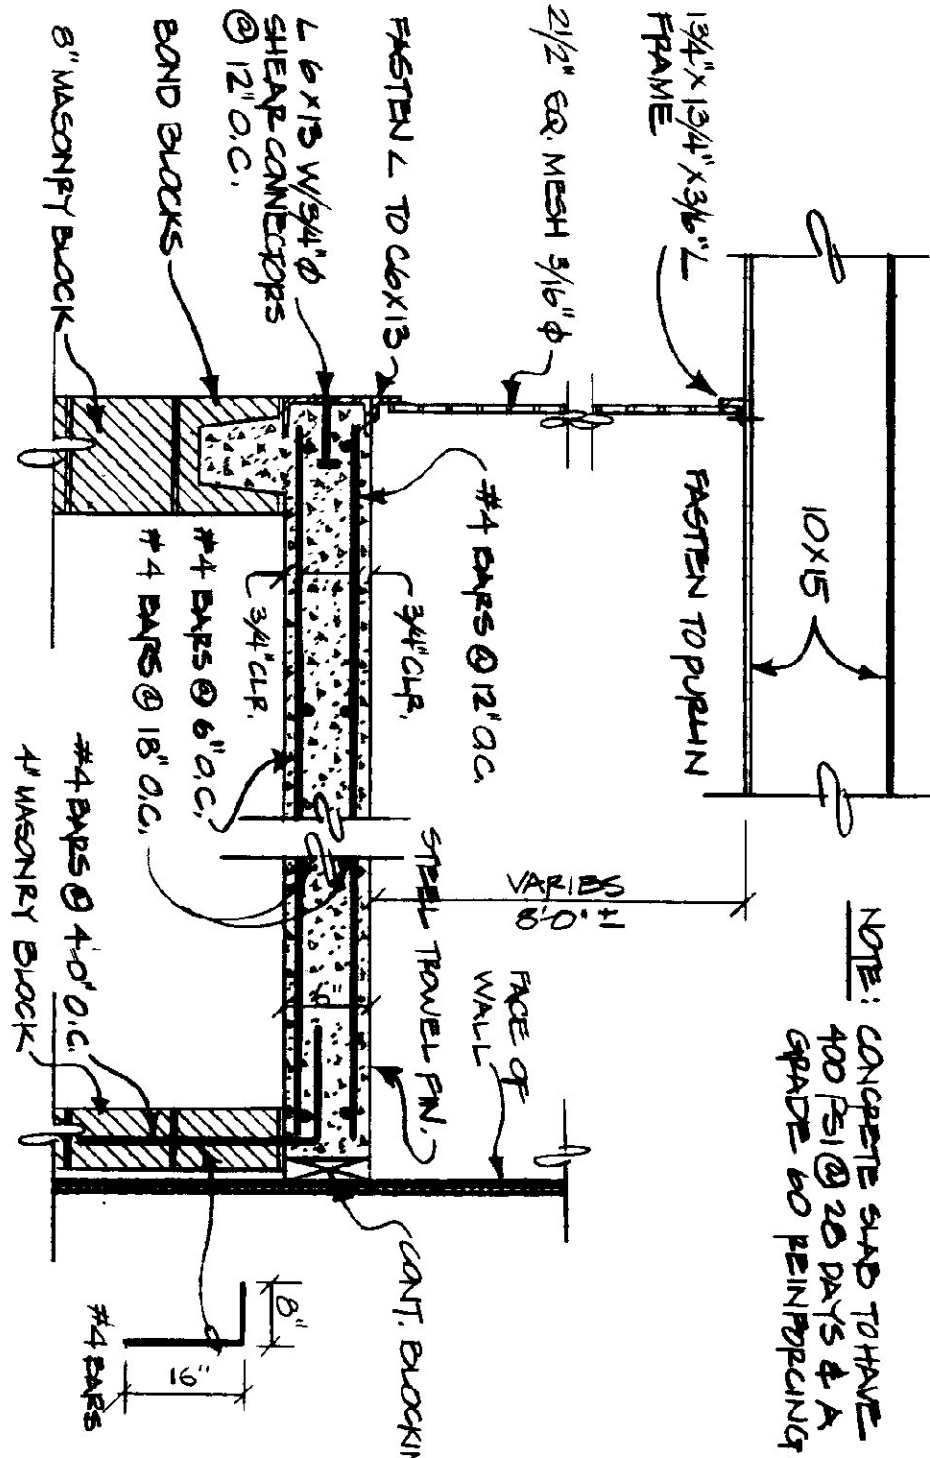 NOTE: CONCRETE SLAB TO HAVE
400 PSI @ 28 DAYS & A
GRADE 60 REINFORCING
10X15
FASTEN TO PURLIN
1 3/4" X 1 3/4" X 3/16" L
FRAME
2 1/2" SQ. MESH 3/16" φ
FASTEN L TO C6X13
L 6X13 W/ 3/4" φ
SHEAR CONNECTORS
@ 12" O.C.
BOND BLOCKS
8" MASONRY BLOCK
#4 BARS @ 12" O.C.
3/4" CLR.
3/4" CLR.
#4 BARS @ 6" O.C.
#4 BARS @ 18" O.C.
VARIES
8'-0" ±
STEEL TROWEL FIN.
FACE OF
WALL
6"
#4 BARS @ 4'-0" O.C.
4" MASONRY BLOCK
CONT. BLOCKIN
8"
16"
#4 BARS